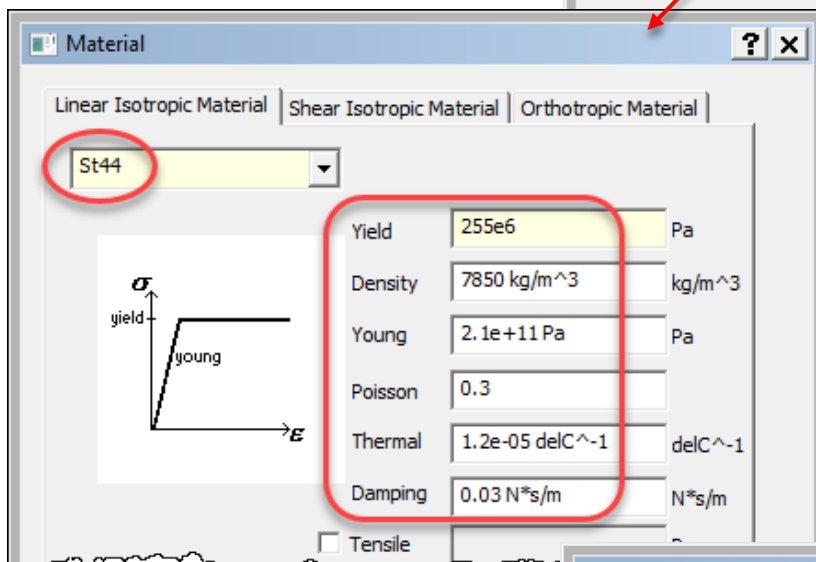 Material
Linear Isotropic Material Shear Isotropic Material Orthotropic Material
St44
Yield 255e6 Pa
Density 7850 kg/m^3 kg/m^3
Young 2.1e+11 Pa Pa
Poisson 0.3
Thermal 1.2e-05 delC^-1 delC^-1
Damping 0.03 N*s/m N*s/m
Tensile
σ
yield
young
ε